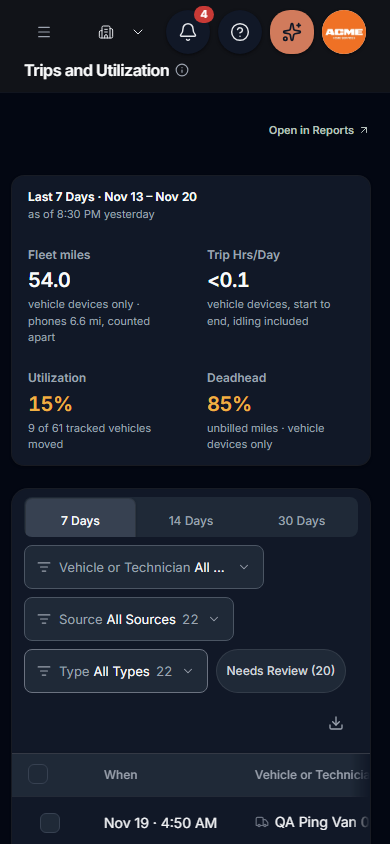 4
ACME
Trips and Utilization
Open in Reports
Last 7 Days · Nov 13 – Nov 20
as of 8:30 PM yesterday
Fleet miles
Trip Hrs/Day
54.0
<0.1
vehicle devices only ·
phones 6.6 mi, counted
apart
vehicle devices, start to
end, idling included
Utilization
Deadhead
15%
85%
9 of 61 tracked vehicles
moved
unbilled miles · vehicle
devices only
7 Days
14 Days
30 Days
Vehicle or Technician All ...
Source All Sources 22
Type All Types 22
Needs Review (20)
When
Vehicle or Technicia
Nov 19 · 4:50 AM
QA Ping Van 0